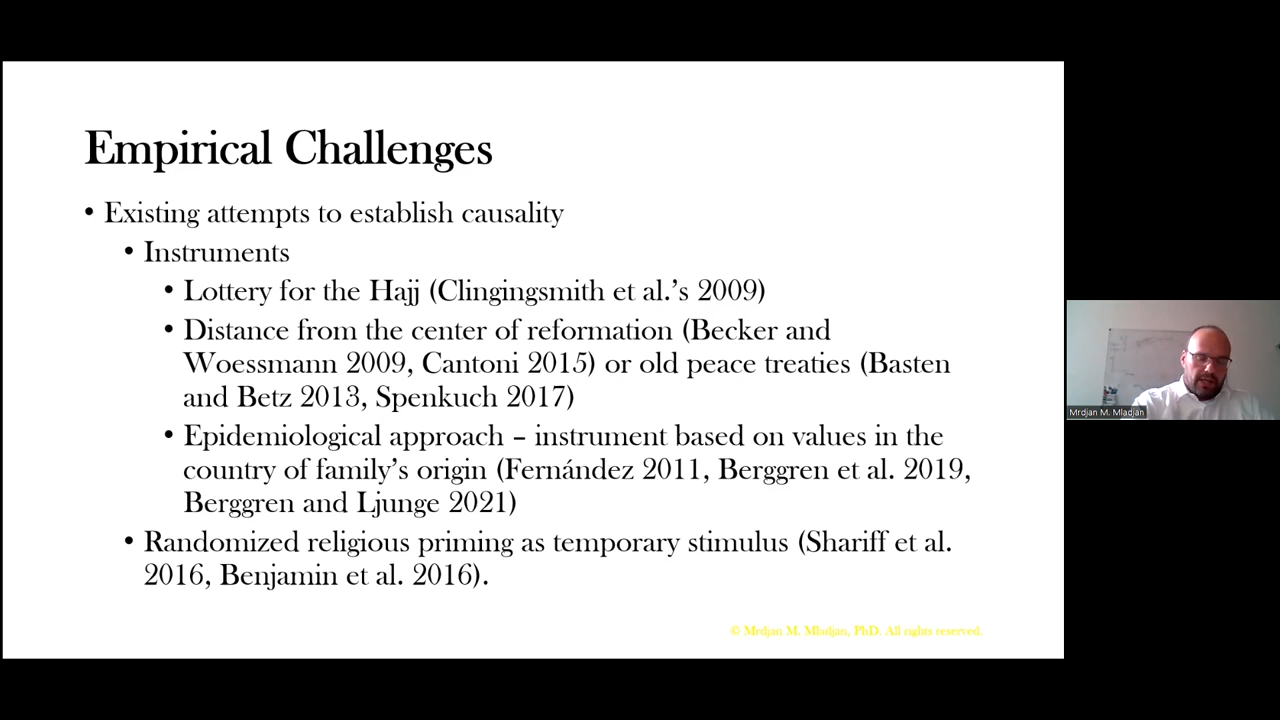 Empirical Challenges
• Existing attempts to establish causality
• Instruments
• Lottery for the Hajj (Clingingsmith et al.'s 2009)
• Distance from the center of reformation (Becker and
Woessmann 2009, Cantoni 2015) or old peace treaties (Basten
and Betz 2013, Spenkuch 2017)
• Epidemiological approach – instrument based on values in the
country of family's origin (Fernández 2011, Berggren et al. 2019,
Berggren and Ljunge 2021)
• Randomized religious priming as temporary stimulus (Shariff et al.
2016, Benjamin et al. 2016).
© Mrdjan M. Mladjan, PhD. All rights reserved.
Mrdjan M. Mladjan